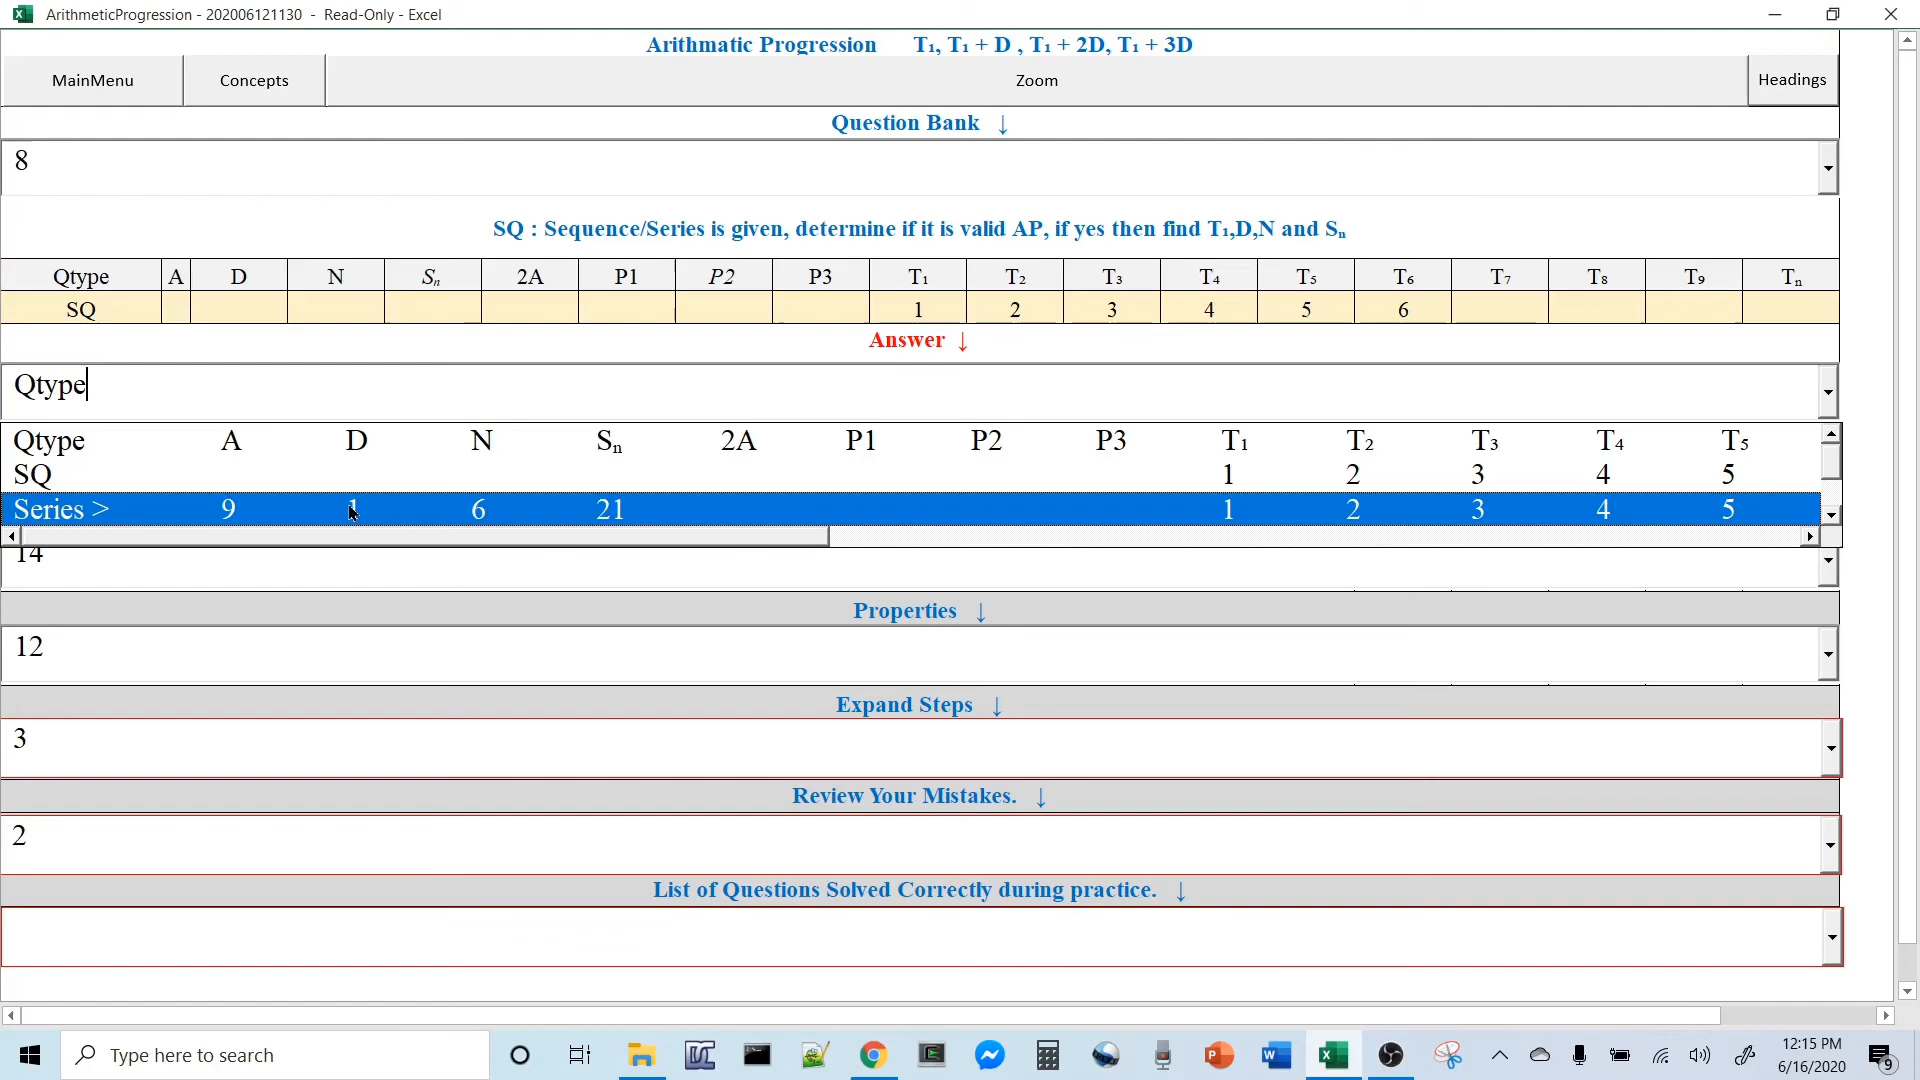 ArithmeticProgression - 202006121130 - Read-Only - Excel
Arithmatic Progression T₁, T₁ + D , T₁ + 2D, T₁ + 3D
MainMenu Concepts Zoom Headings
Question Bank ↓
8
SQ : Sequence/Series is given, determine if it is valid AP, if yes then find T₁,D,N and Sₙ
Qtype A D N Sₙ 2A P1 P2 P3 T₁ T₂ T₃ T₄ T₅ T₆ T₇ T₈ T₉ Tₙ
SQ 1 2 3 4 5 6
Answer ↓
Qtype
Qtype A D N Sₙ 2A P1 P2 P3 T₁ T₂ T₃ T₄ T₅
SQ 1 2 3 4 5
Series > 9 1 6 21 1 2 3 4 5
14
Properties ↓
12
Expand Steps ↓
3
Review Your Mistakes. ↓
2
List of Questions Solved Correctly during practice. ↓
Type here to search
12:15 PM
6/16/2020
9